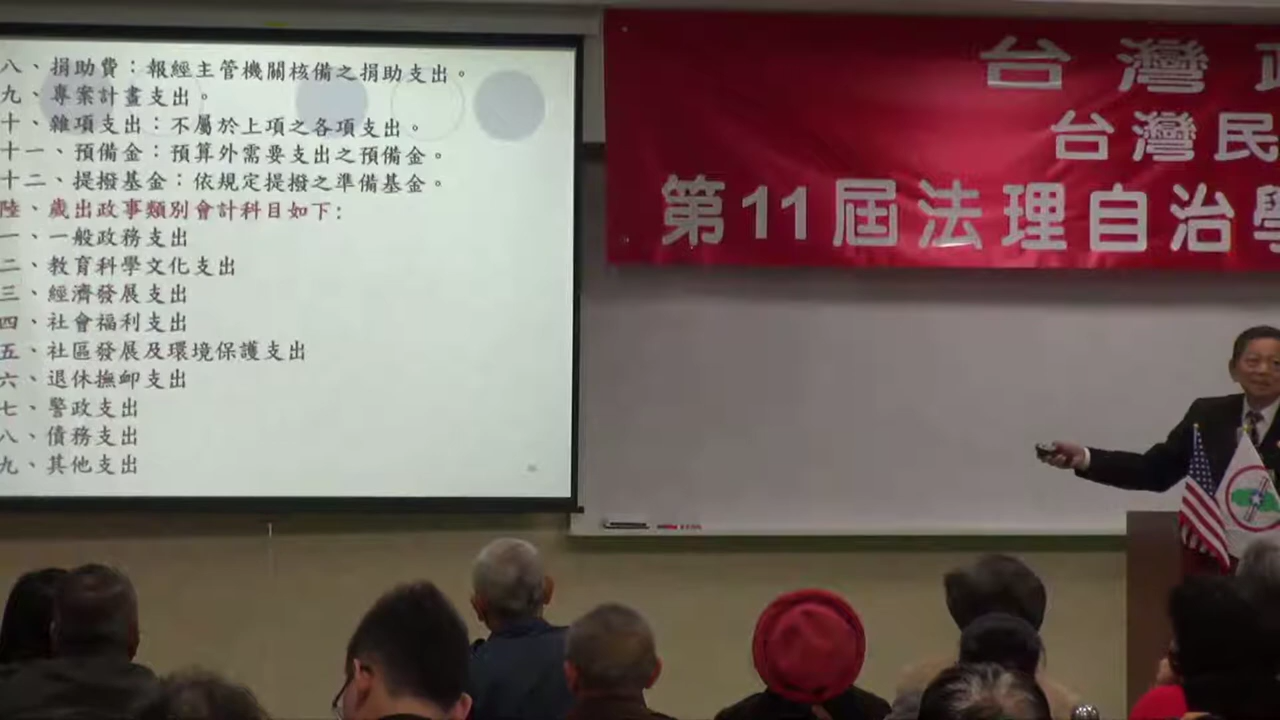 八、捐助費：報經主管機關核備之捐助支出。
九、專案計畫支出。
十、雜項支出：不屬於上項之各項支出。
十一、預備金：預算外需要支出之預備金。
十二、提撥基金：依規定提撥之準備基金。
陸、歲出政事類別會計科目如下：
一、一般政務支出
二、教育科學文化支出
三、經濟發展支出
四、社會福利支出
五、社區發展及環境保護支出
六、退休撫卹支出
七、警政支出
八、債務支出
九、其他支出
台灣政
台灣民
第11屆法理自治學